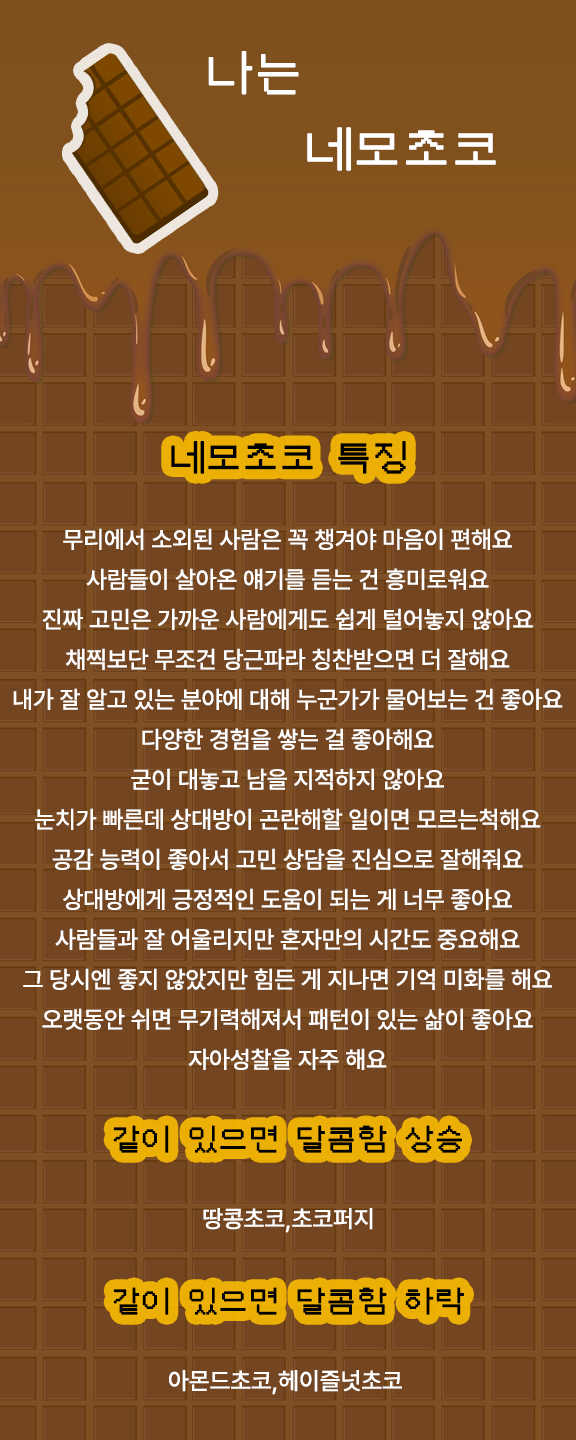 나는
네모초코
네모초코 특징
무리에서 소외된 사람은 꼭 챙겨야 마음이 편해요
사람들이 살아온 얘기를 듣는 건 흥미로워요
진짜 고민은 가까운 사람에게도 쉽게 털어놓지 않아요
채찍보단 무조건 당근파라 칭찬받으면 더 잘해요
내가 잘 알고 있는 분야에 대해 누군가가 물어보는 건 좋아요
다양한 경험을 쌓는 걸 좋아해요
굳이 대놓고 남을 지적하지 않아요
눈치가 빠른데 상대방이 곤란해할 일이면 모르는척해요
공감 능력이 좋아서 고민 상담을 진심으로 잘해줘요
상대방에게 긍정적인 도움이 되는 게 너무 좋아요
사람들과 잘 어울리지만 혼자만의 시간도 중요해요
그 당시엔 좋지 않았지만 힘든 게 지나면 기억 미화를 해요
오랫동안 쉬면 무기력해져서 패턴이 있는 삶이 좋아요
자아성찰을 자주 해요
같이 있으면 달콤함 상승
땅콩초코,초코퍼지
같이 있으면 달콤함 하락
아몬드초코,헤이즐넛초코